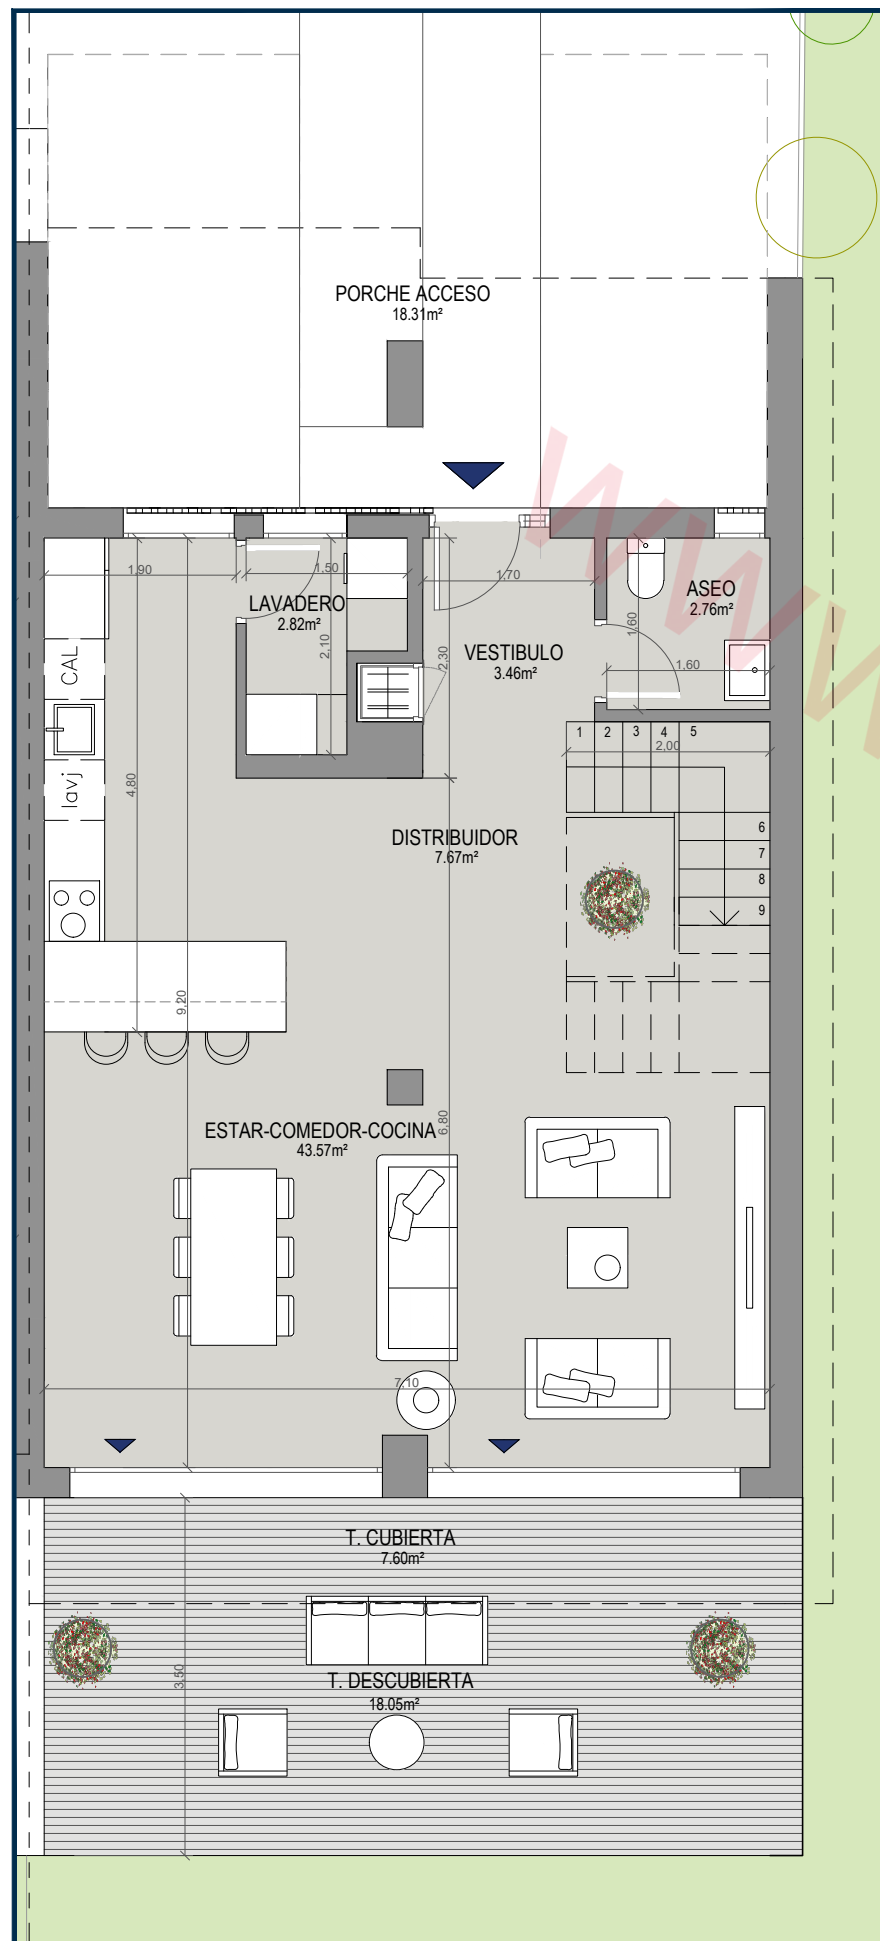 PORCHE ACCESO
18.31m²
WWW
1,90
1,50
1,70
LAVADERO
2.82m²
2,10
2,30
ASEO
2.76m²
1,60
1,60
VESTIBULO
3.46m²
CAL
lavj
4,80
1 2 3 4 5
2,00
6
7
8
9
DISTRIBUIDOR
7.67m²
9,20
6,80
ESTAR-COMEDOR-COCINA
43.57m²
7,10
T. CUBIERTA
7.60m²
3,50
T. DESCUBIERTA
18.05m²